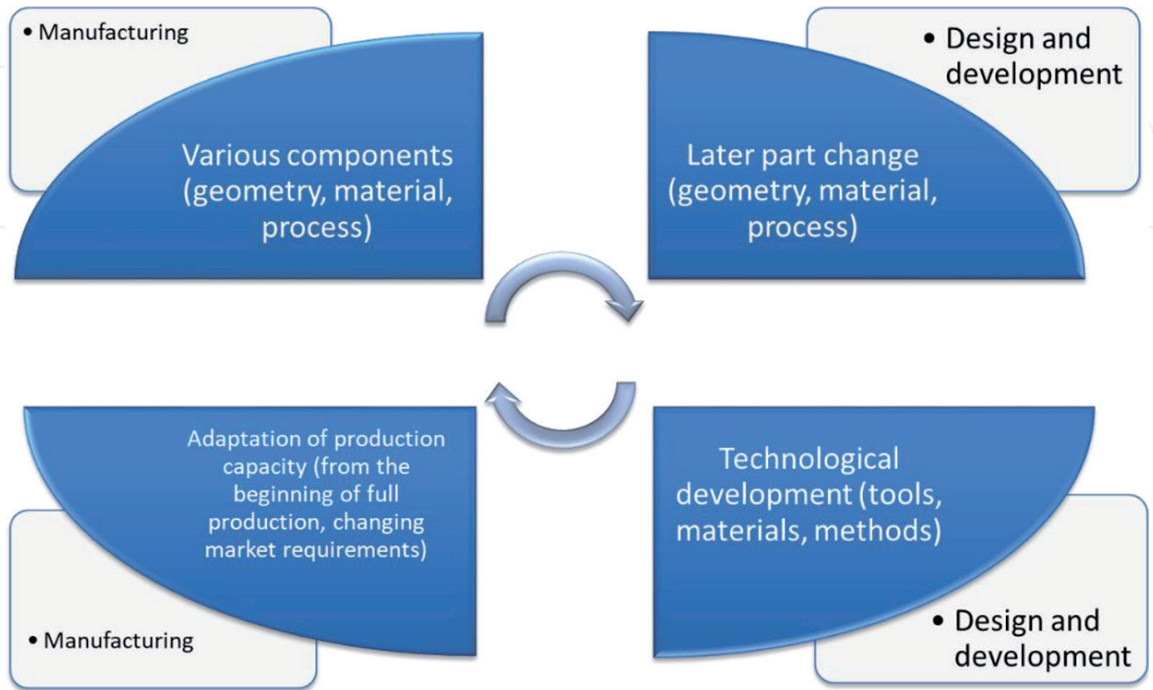 • Manufacturing
Various components
(geometry, material,
process)
• Design and
development
Later part change
(geometry, material,
process)
Adaptation of production
capacity (from the
beginning of full
production, changing
market requirements)
• Manufacturing
Technological
development (tools,
materials, methods)
• Design and
development